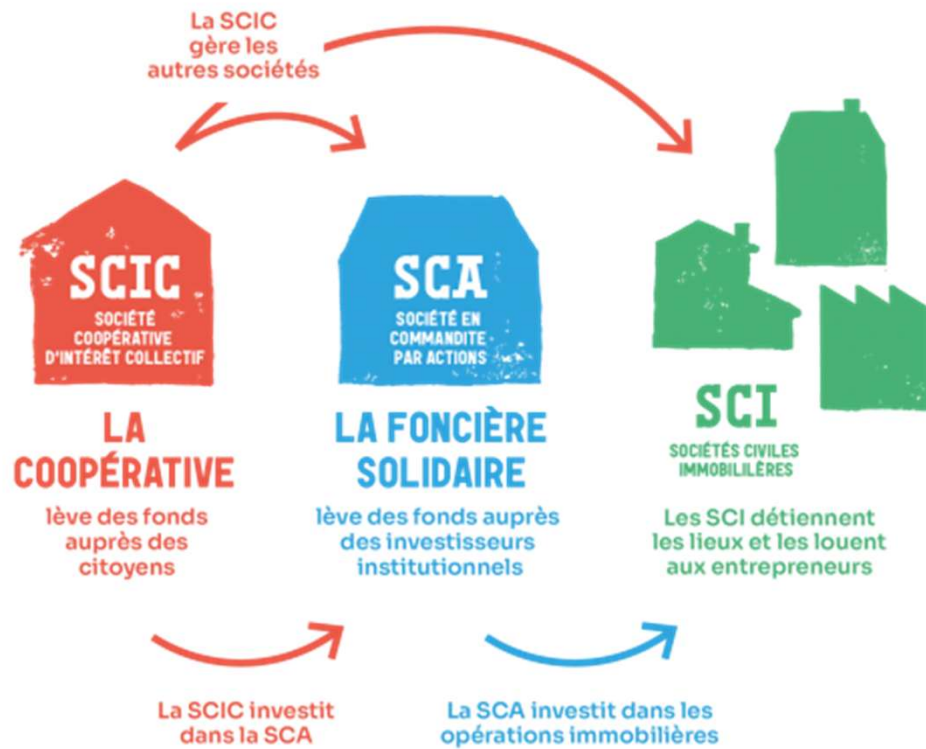 La SCIC
gère les
autres sociétés
SCIC
SOCIÉTÉ
COOPÉRATIVE
D'INTÉRÊT COLLECTIF
LA
COOPÉRATIVE
lève des fonds
auprès des
citoyens
SCA
SOCIÉTÉ EN
COMMANDITE
PAR ACTIONS
LA FONCIÈRE
SOLIDAIRE
lève des fonds auprès
des investisseurs
institutionnels
SCI
SOCIÉTÉS CIVILES
IMMOBILILÈRES
Les SCI détiennent
les lieux et les louent
aux entrepreneurs
La SCIC investit
dans la SCA
La SCA investit dans les
opérations immobilières